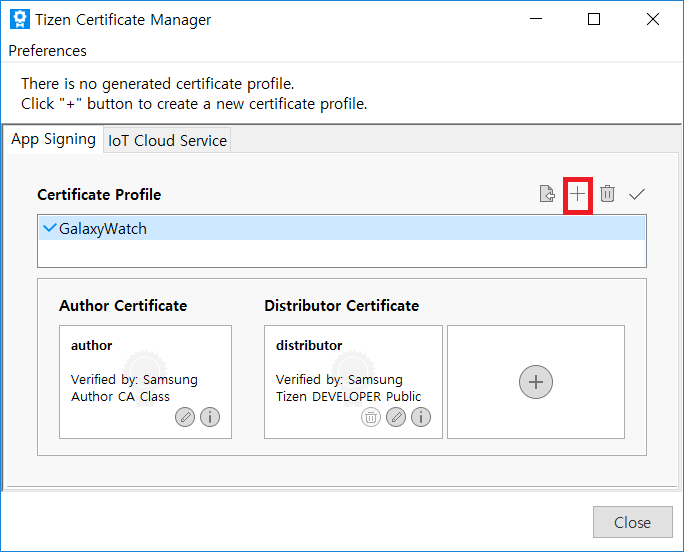 Tizen Certificate Manager
Preferences
There is no generated certificate profile.
Click "+" button to create a new certificate profile.
App Signing
IoT Cloud Service
Certificate Profile
GalaxyWatch
Author Certificate
Distributor Certificate
author
Verified by: Samsung
Author CA Class
distributor
Verified by: Samsung
Tizen DEVELOPER Public
Close